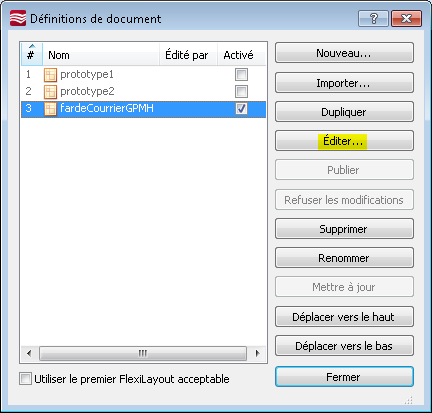 Définitions de document
# Nom Édité par Activé
1 prototype1
2 prototype2
3 fardeCourrierGPMH
Nouveau...
Importer...
Dupliquer
Éditer...
Publier
Refuser les modifications
Supprimer
Renommer
Mettre à jour
Déplacer vers le haut
Déplacer vers le bas
Utiliser le premier FlexiLayout acceptable
Fermer